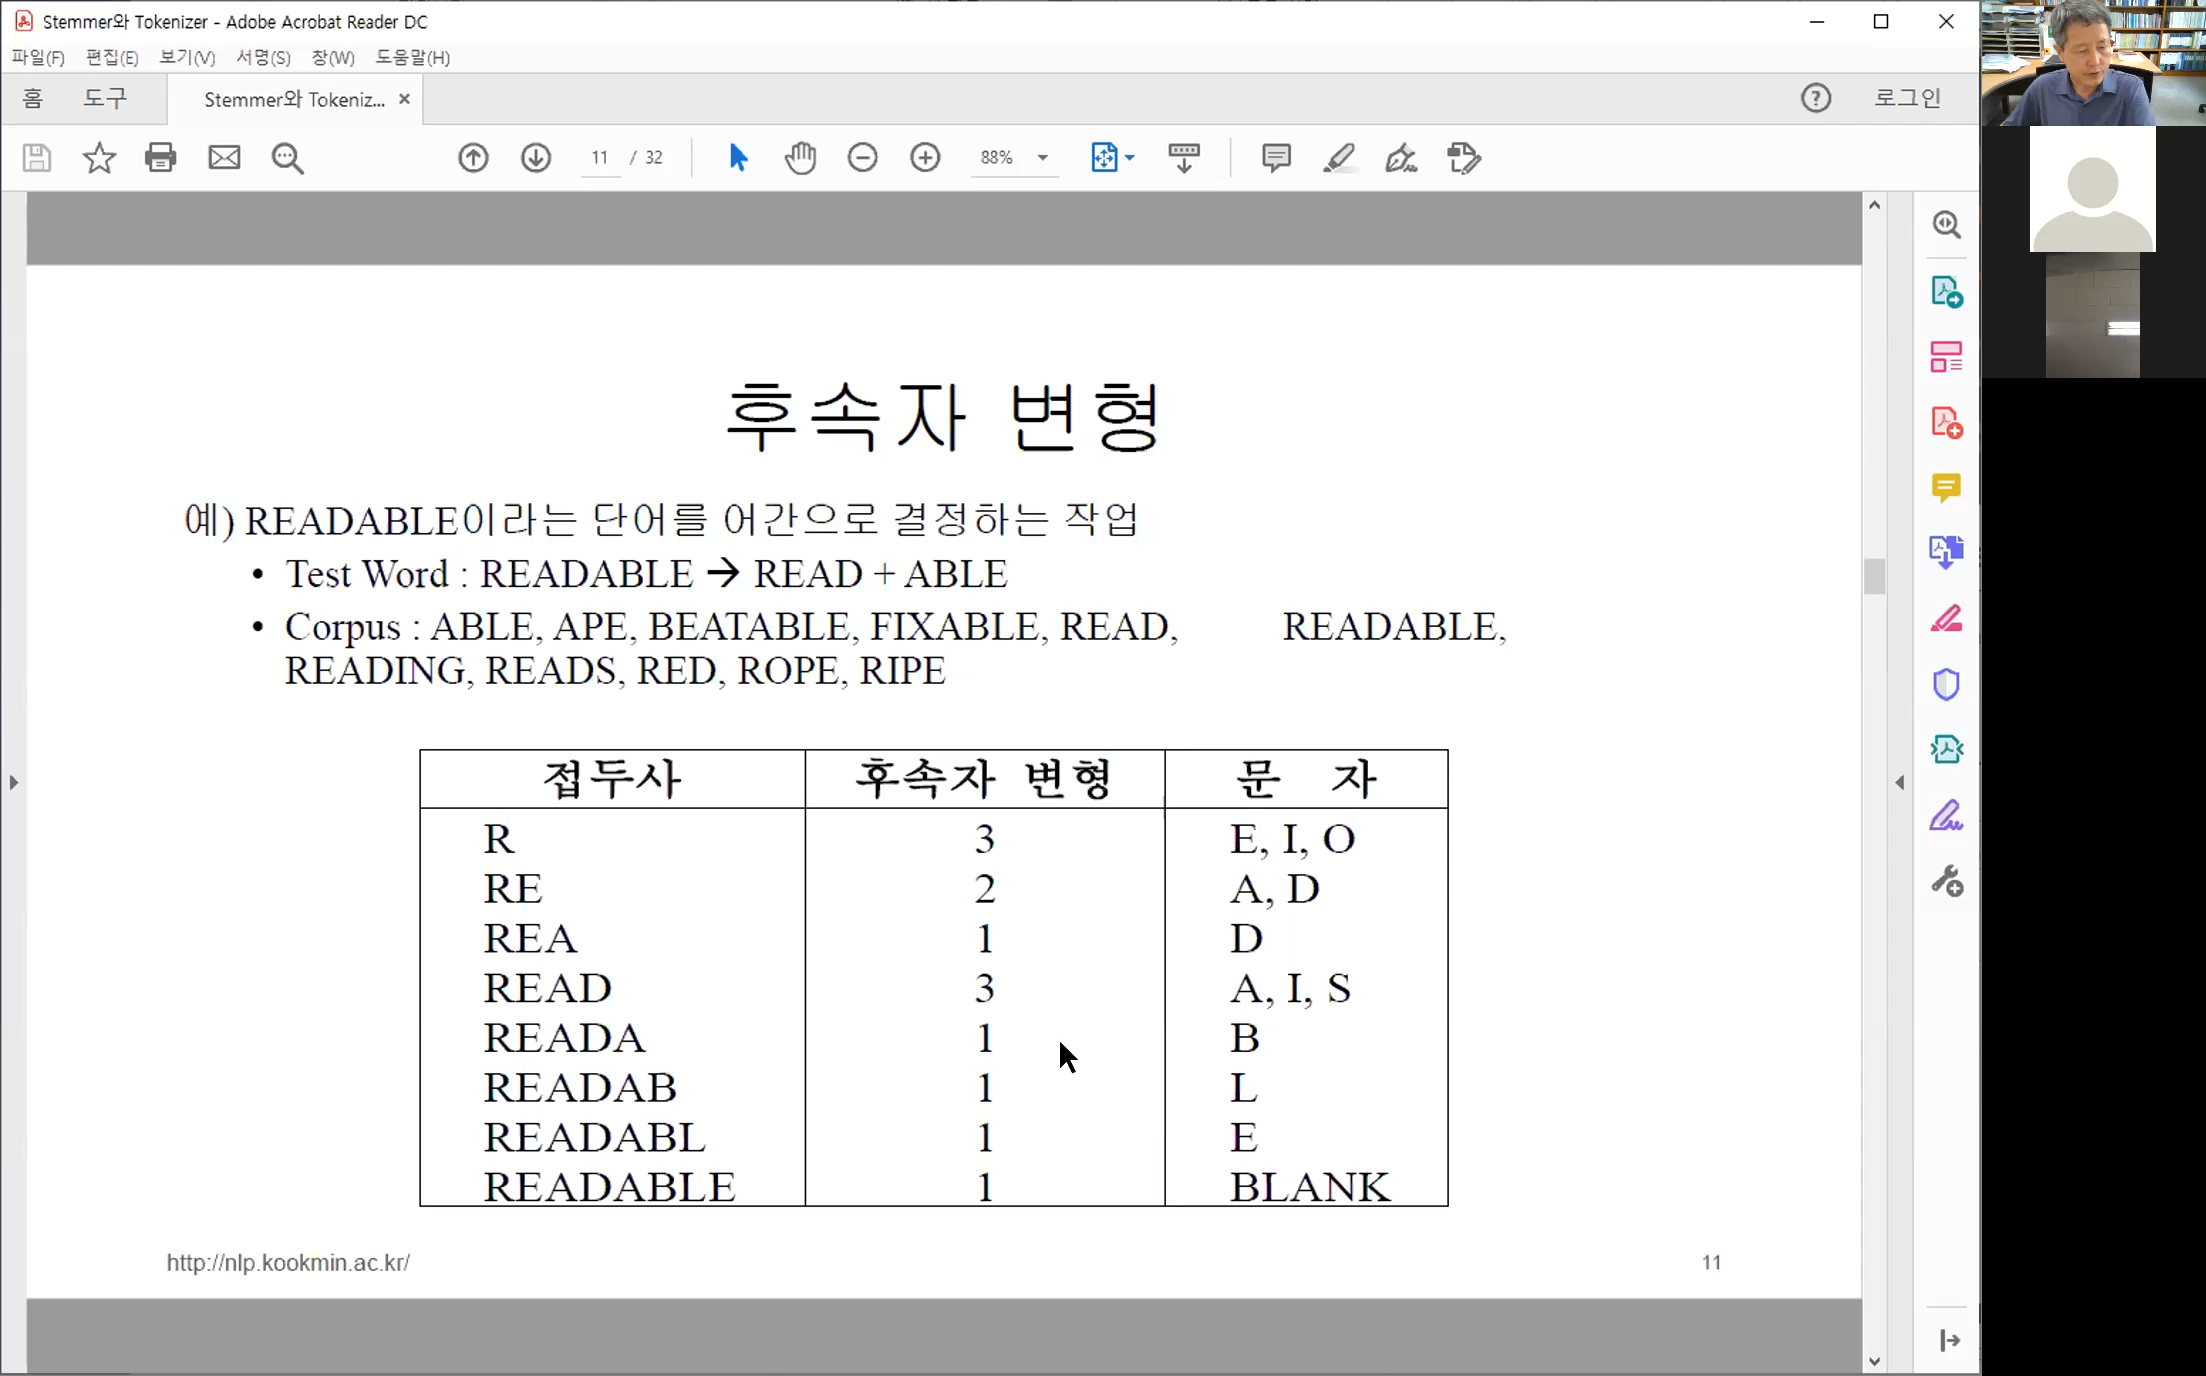 Stemmer와 Tokenizer - Adobe Acrobat Reader DC
파일(F) 편집(E) 보기(V) 서명(S) 창(W) 도움말(H)
홈 도구 Stemmer와 Tokeniz... 로그인
11 / 32 88%
후속자 변형
예) READABLE이라는 단어를 어간으로 결정하는 작업
• Test Word : READABLE → READ + ABLE
• Corpus : ABLE, APE, BEATABLE, FIXABLE, READ, READABLE,
READING, READS, RED, ROPE, RIPE
접두사 후속자 변형 문 자
R 3 E, I, O
RE 2 A, D
REA 1 D
READ 3 A, I, S
READA 1 B
READAB 1 L
READABL 1 E
READABLE 1 BLANK
http://nlp.kookmin.ac.kr/ 11